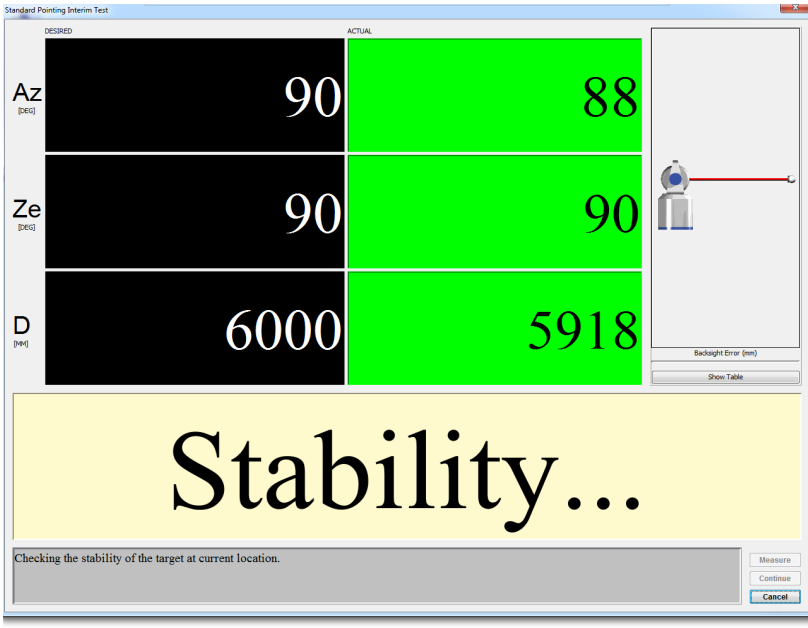 Standard Pointing Interim Test
DESIRED
ACTUAL
Az
[DEG]
90
88
Ze
[DEG]
90
90
D
[MM]
6000
5918
Backsight Error (mm)
Show Table
Stability...
Checking the stability of the target at current location.
Measure
Continue
Cancel